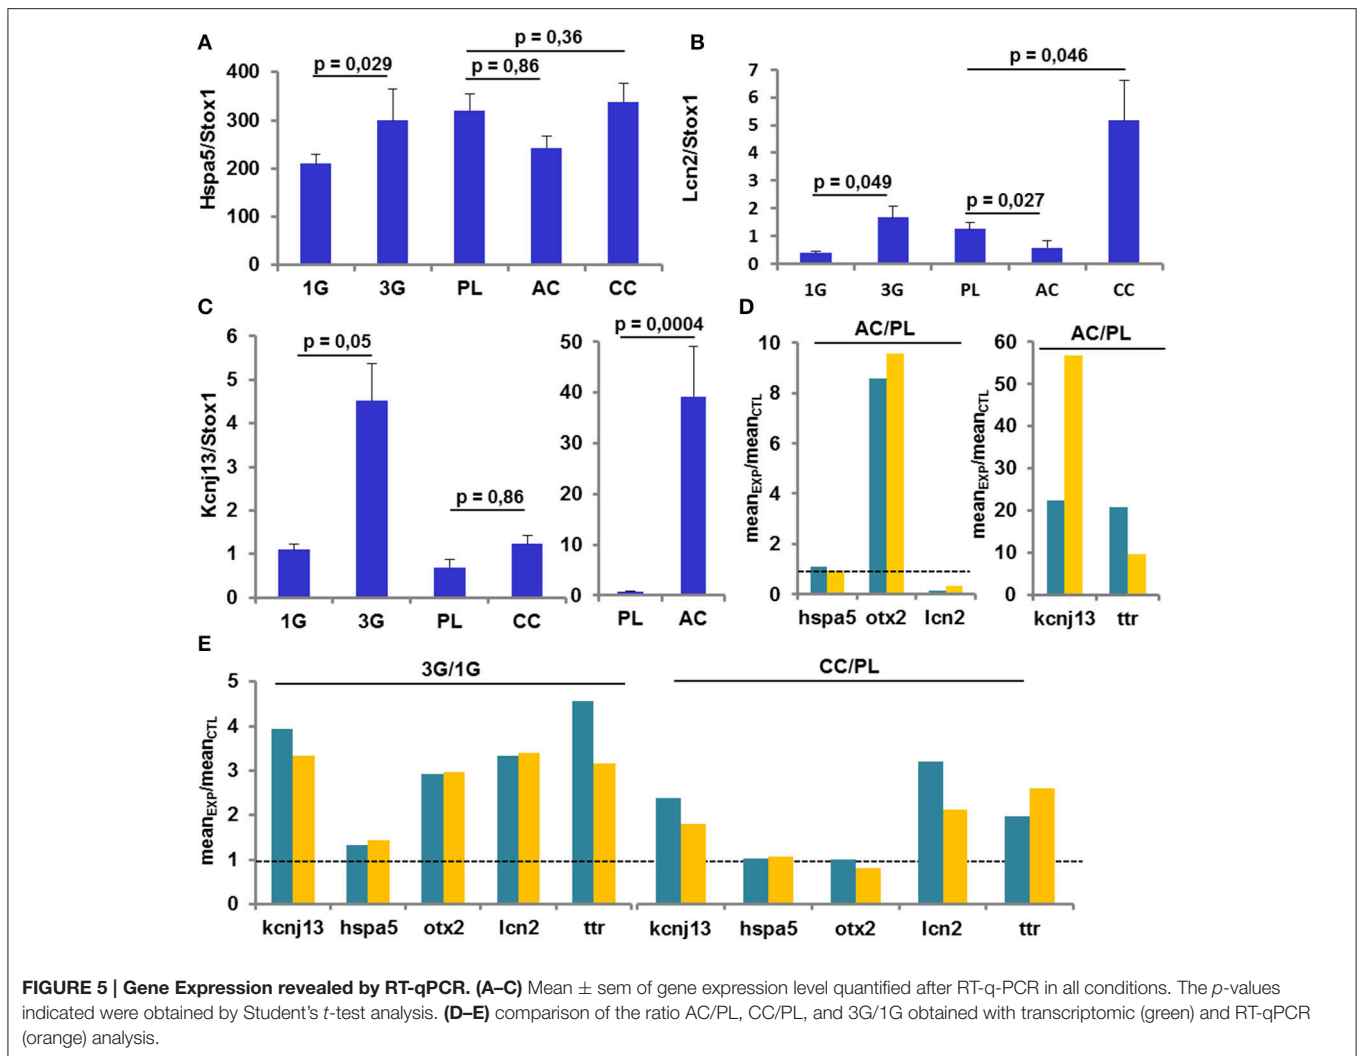 A
p = 0,36
p = 0,029
p = 0,86
Hspa5/Stox1
400
300
200
100
0
1G 3G PL AC CC
B
p = 0,046
p = 0,049
p = 0,027
Lcn2/Stox1
7
6
5
4
3
2
1
0
1G 3G PL AC CC
C
p = 0,05
p = 0,86
Kcnj13/Stox1
6
5
4
3
2
1
0
1G 3G PL CC
p = 0,0004
50
40
30
20
10
0
PL AC
D
AC/PL
meanEXP/meanCTL
10
8
6
4
2
0
hspa5 otx2 lcn2
AC/PL
meanEXP/meanCTL
60
50
40
30
20
10
0
kcnj13 ttr
E
3G/1G
CC/PL
meanEXP/meanCTL
5
4
3
2
1
0
kcnj13 hspa5 otx2 lcn2 ttr kcnj13 hspa5 otx2 lcn2 ttr
FIGURE 5 | Gene Expression revealed by RT-qPCR. (A–C) Mean ± sem of gene expression level quantified after RT-q-PCR in all conditions. The p-values
indicated were obtained by Student's t-test analysis. (D–E) comparison of the ratio AC/PL, CC/PL, and 3G/1G obtained with transcriptomic (green) and RT-qPCR
(orange) analysis.